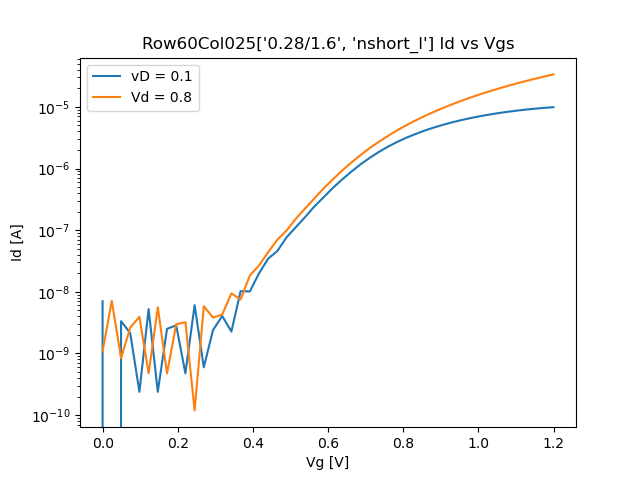 Row60Col025['0.28/1.6', 'nshort_l'] Id vs Vgs
vD = 0.1
Vd = 0.8
10⁻⁵
10⁻⁶
10⁻⁷
10⁻⁸
10⁻⁹
10⁻¹⁰
Id [A]
0.0 0.2 0.4 0.6 0.8 1.0 1.2
Vg [V]